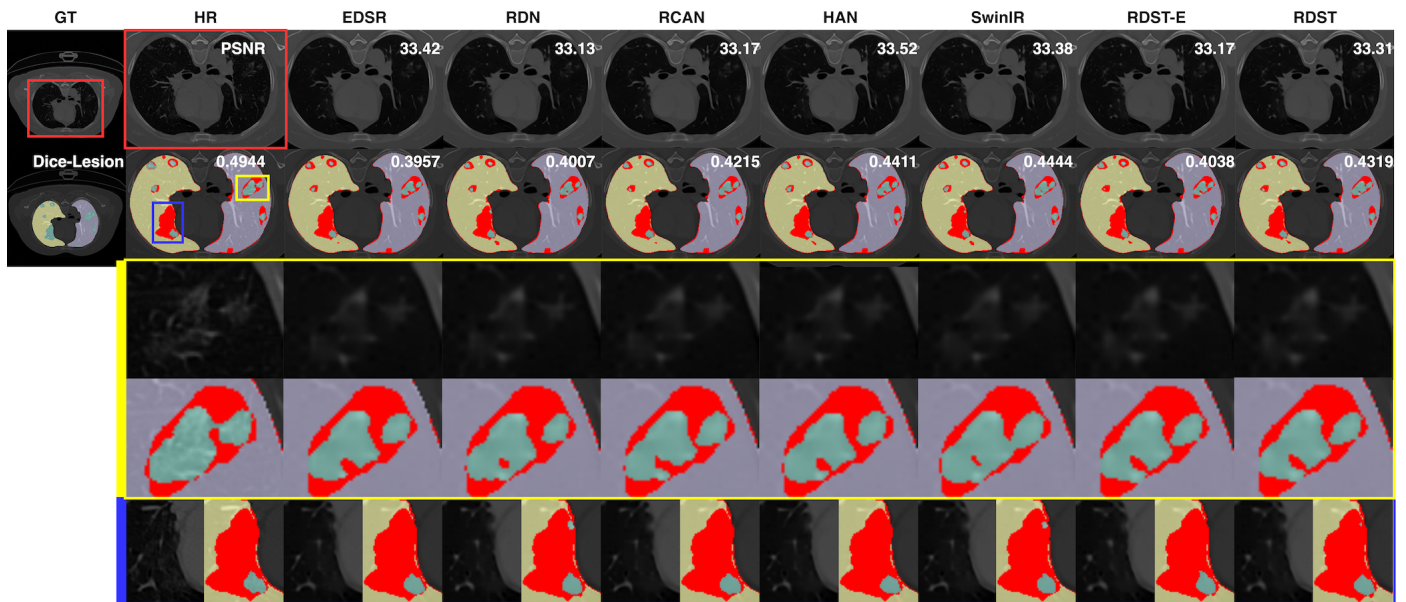 GT HR EDSR RDN RCAN HAN SwinIR RDST-E RDST
PSNR 33.42 33.13 33.17 33.52 33.38 33.17 33.31
Dice-Lesion 0.4944 0.3957 0.4007 0.4215 0.4411 0.4444 0.4038 0.4319